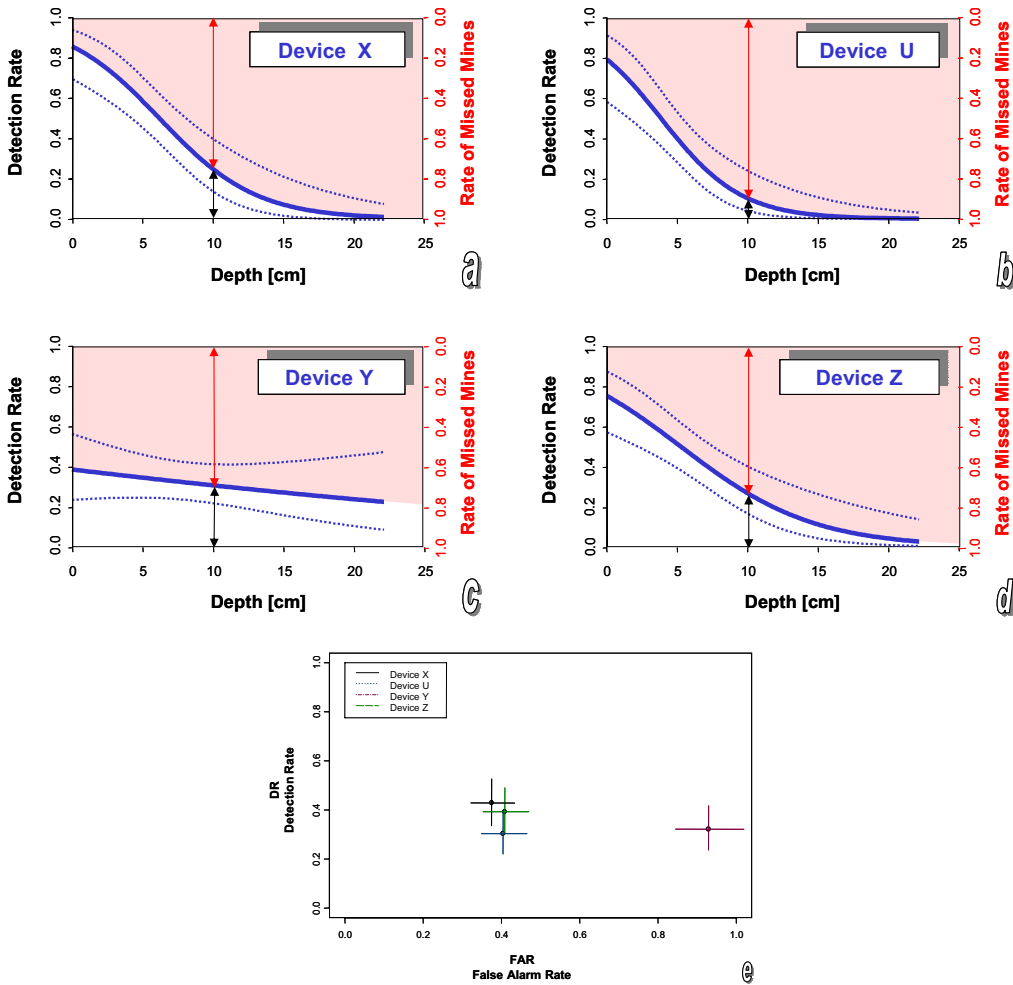 Device X
Detection Rate
0.0 0.2 0.4 0.6 0.8 1.0
Rate of Missed Mines
0.0 0.2 0.4 0.6 0.8 1.0
0 5 10 15 20 25
Depth [cm]
a
Device U
Detection Rate
0.0 0.2 0.4 0.6 0.8 1.0
Rate of Missed Mines
0.0 0.2 0.4 0.6 0.8 1.0
0 5 10 15 20 25
Depth [cm]
b
Device Y
Detection Rate
0.0 0.2 0.4 0.6 0.8 1.0
Rate of Missed Mines
0.0 0.2 0.4 0.6 0.8 1.0
0 5 10 15 20 25
Depth [cm]
c
Device Z
Detection Rate
0.0 0.2 0.4 0.6 0.8 1.0
Rate of Missed Mines
0.0 0.2 0.4 0.6 0.8 1.0
0 5 10 15 20 25
Depth [cm]
d
Device X
Device U
Device Y
Device Z
DR
Detection Rate
0.0 0.2 0.4 0.6 0.8 1.0
0.0 0.2 0.4 0.6 0.8 1.0
FAR
False Alarm Rate
e